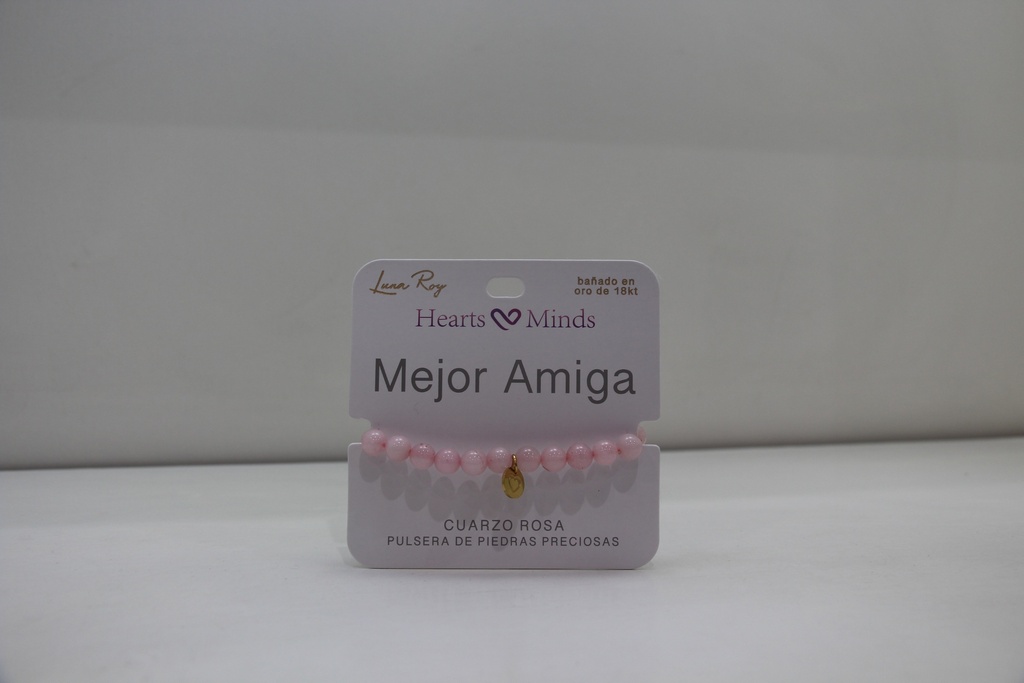 Luna Roy
bañado en
oro de 18kt
Hearts Minds
Mejor Amiga
CUARZO ROSA
PULSERA DE PIEDRAS PRECIOSAS